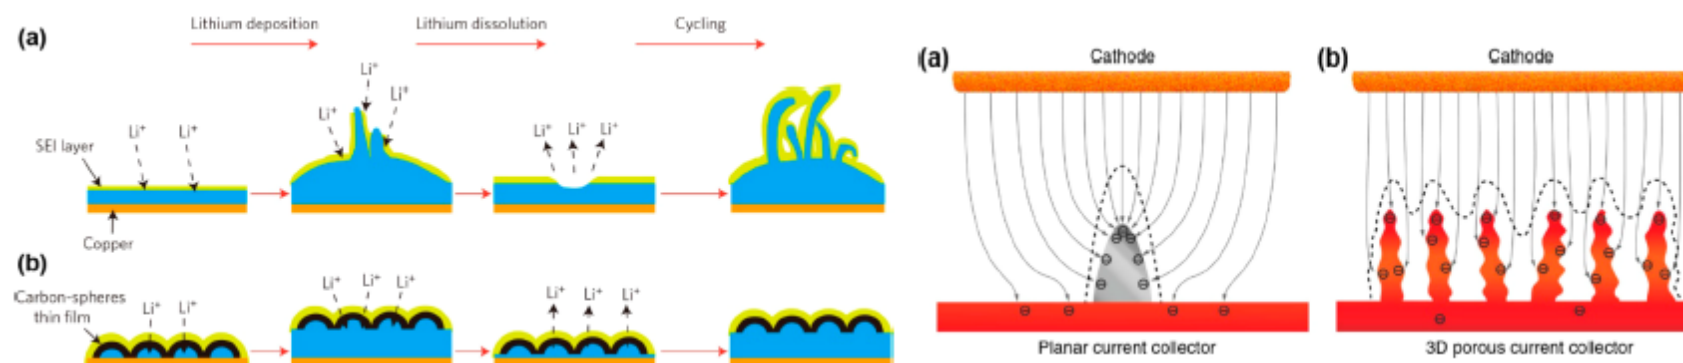 Lithium deposition
Lithium dissolution
Cycling
(a)
Li⁺
Li⁺
Li⁺
Li⁺
Li⁺
Li⁺
Li⁺
Li⁺
SEI layer
Copper
(b)
Carbon-spheres
thin film
Li⁺
Li⁺
Li⁺
Li⁺
Li⁺
Li⁺
Li⁺
Li⁺
(a)
Cathode
Planar current collector
(b)
Cathode
3D porous current collector